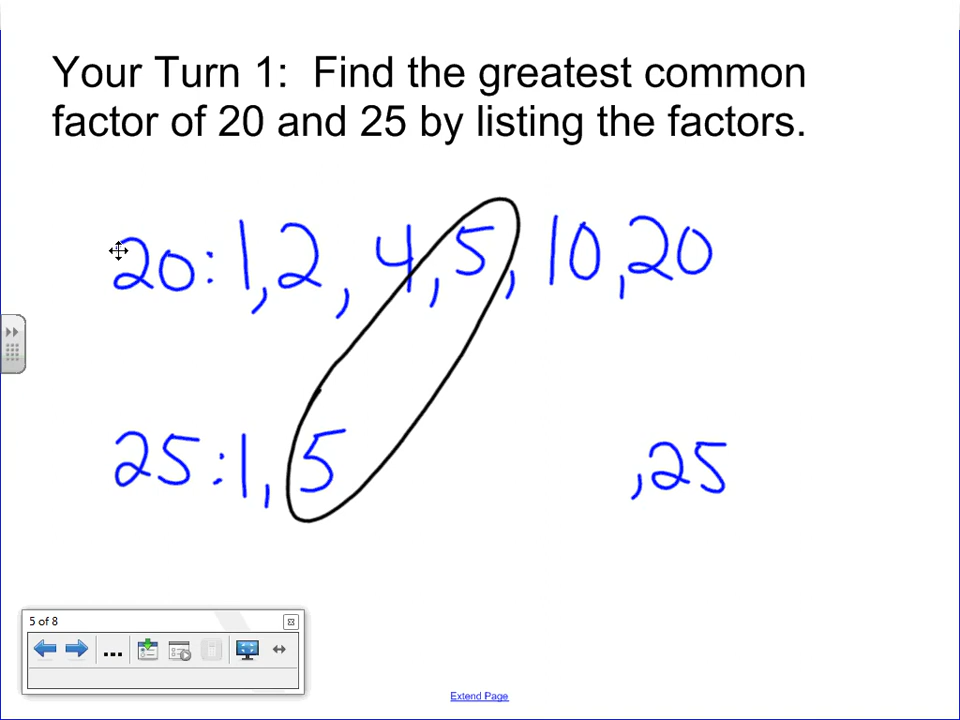 Your Turn 1:  Find the greatest common
factor of 20 and 25 by listing the factors.
20:1,2, 4,5, 10,20
25:1, 5 ,25
5 of 8
...
Extend Page